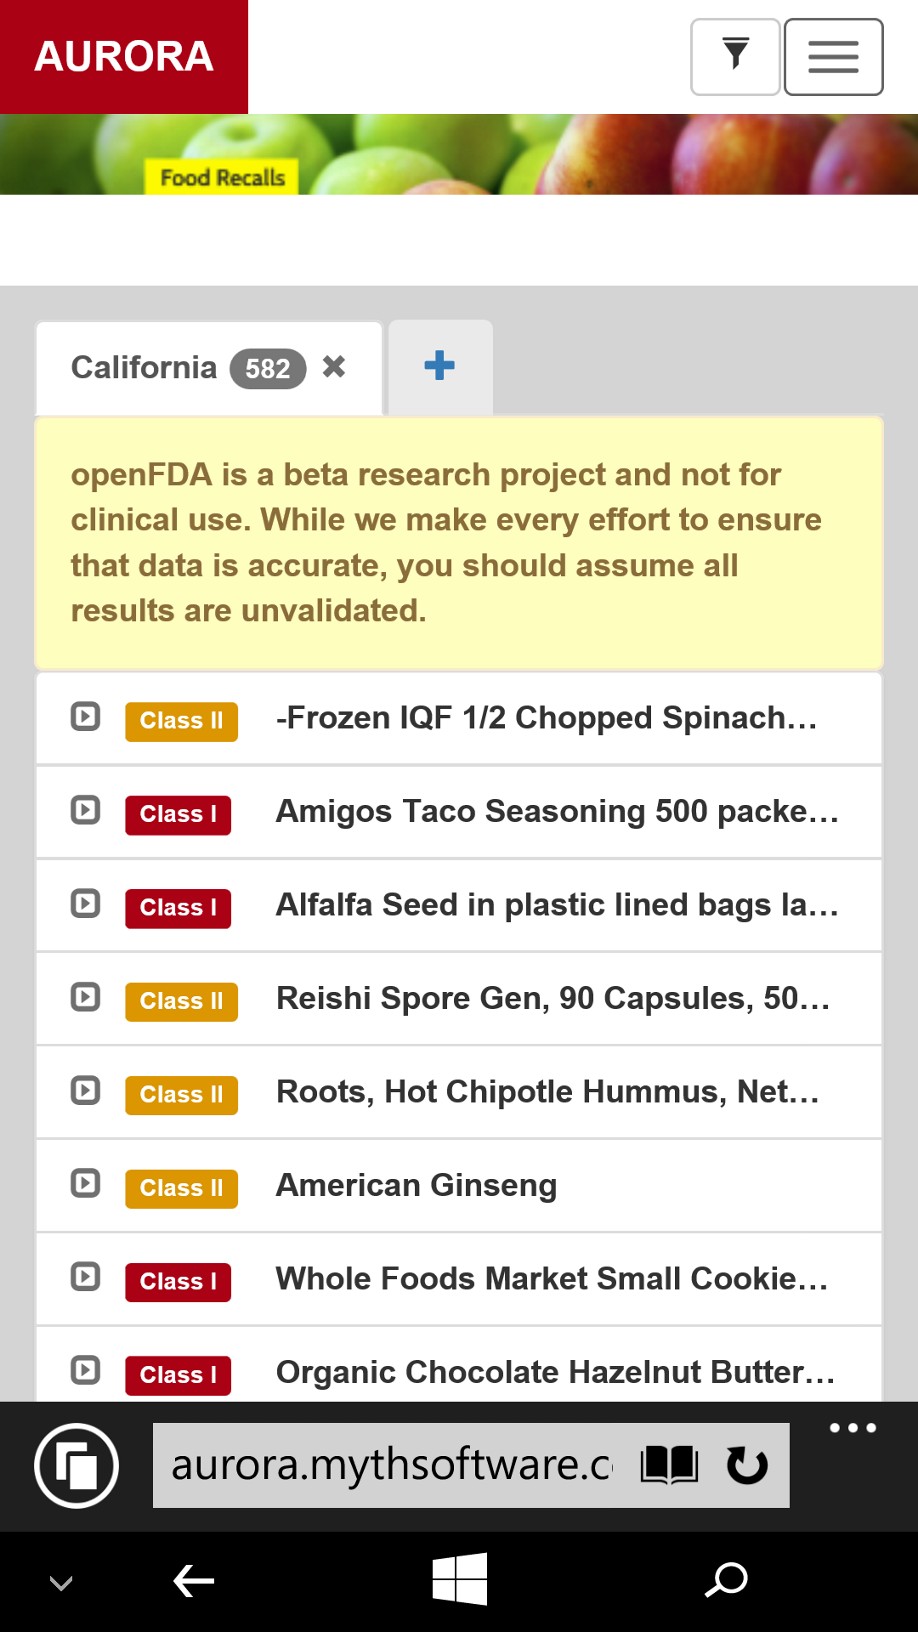 AURORA
Food Recalls
California 582
openFDA is a beta research project and not for
clinical use. While we make every effort to ensure
that data is accurate, you should assume all
results are unvalidated.
Class II -Frozen IQF 1/2 Chopped Spinach...
Class I Amigos Taco Seasoning 500 packe...
Class I Alfalfa Seed in plastic lined bags la...
Class II Reishi Spore Gen, 90 Capsules, 50...
Class II Roots, Hot Chipotle Hummus, Net...
Class II American Ginseng
Class I Whole Foods Market Small Cookie...
Class I Organic Chocolate Hazelnut Butter...
aurora.mythsoftware.c